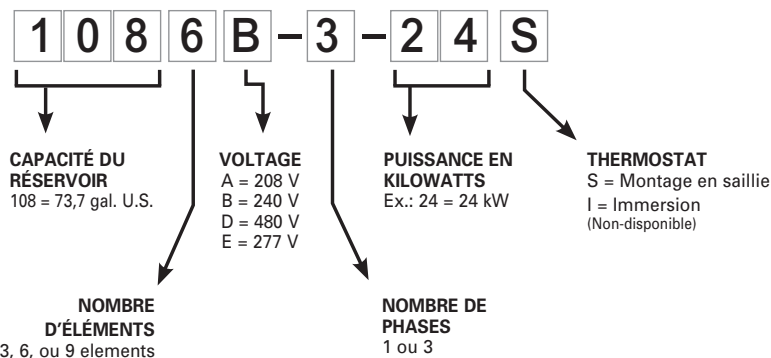 1 0 8 6 B – 3 – 2 4 S
CAPACITÉ DU
RÉSERVOIR
108 = 73,7 gal. U.S.
VOLTAGE
A = 208 V
B = 240 V
D = 480 V
E = 277 V
PUISSANCE EN
KILOWATTS
Ex.: 24 = 24 kW
THERMOSTAT
S = Montage en saillie
I = Immersion
(Non-disponible)
NOMBRE
D'ÉLÉMENTS
3, 6, ou 9 elements
NOMBRE DE
PHASES
1 ou 3